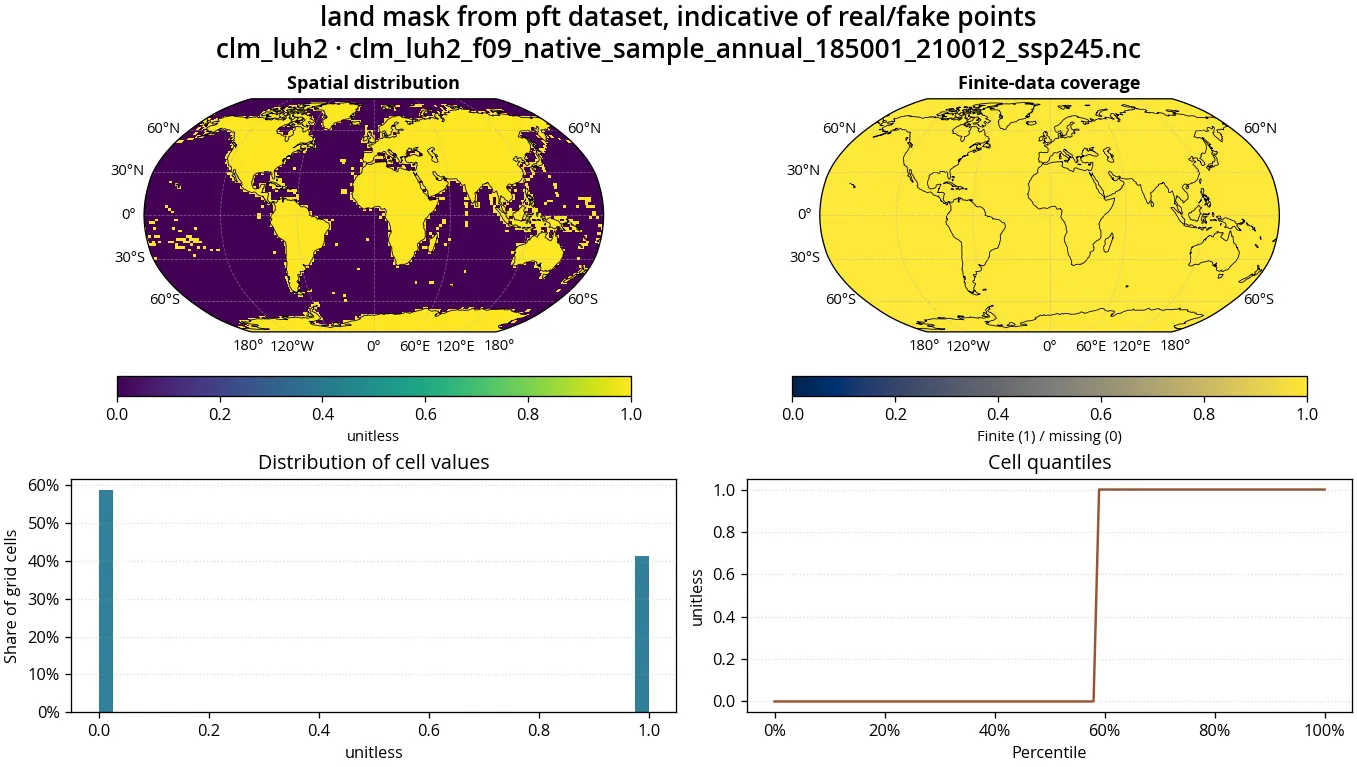 land mask from pft dataset, indicative of real/fake points
clm_luh2 · clm_luh2_f09_native_sample_annual_185001_210012_ssp245.nc
Spatial distribution
60°N 60°N
30°N
0°
30°S
60°S 60°S
180° 120°W 0° 60°E 120°E 180°
0.0 0.2 0.4 0.6 0.8 1.0
unitless
Finite-data coverage
60°N 60°N
30°N
0°
30°S
60°S 60°S
180° 120°W 0° 60°E 120°E 180°
0.0 0.2 0.4 0.6 0.8 1.0
Finite (1) / missing (0)
Distribution of cell values
Share of grid cells
60%
50%
40%
30%
20%
10%
0%
0.0 0.2 0.4 0.6 0.8 1.0
unitless
Cell quantiles
unitless
1.0
0.8
0.6
0.4
0.2
0.0
0% 20% 40% 60% 80% 100%
Percentile